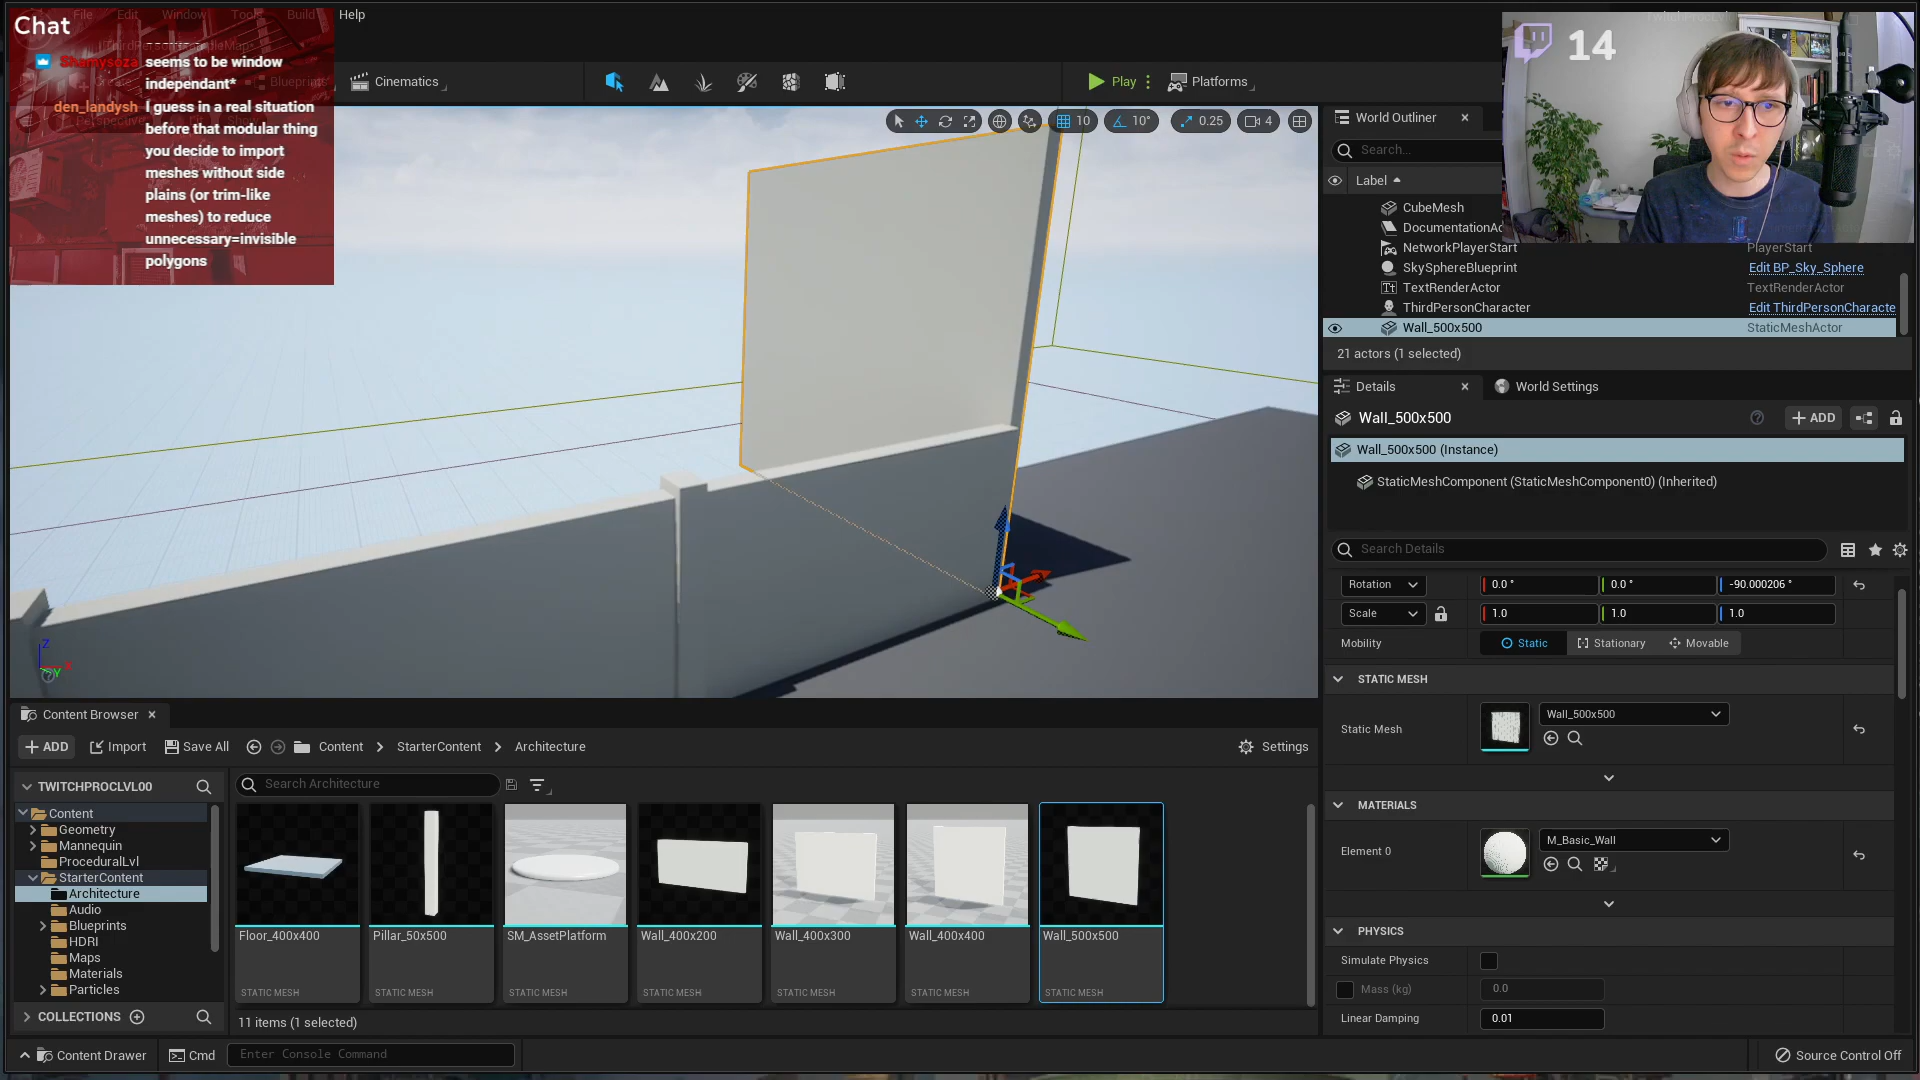 File Edit Window Tools Build Help
Chat
ThirdPersonExampleMap
Shamysoza seems to be window
independant*
den_landysh I guess in a real situation
before that modular thing
you decide to import
meshes without side
plains (or trim-like
meshes) to reduce
unnecessary=invisible
polygons
Blueprints
Cinematics
Play
Platforms
Perspective
10
10°
0.25
4
14
World Outliner
Search...
Label
CubeMesh
DocumentationAc
NetworkPlayerStart PlayerStart
SkySphereBlueprint Edit BP_Sky_Sphere
TextRenderActor TextRenderActor
ThirdPersonCharacter Edit ThirdPersonCharacte
Wall_500x500 StaticMeshActor
21 actors (1 selected)
Details
World Settings
Wall_500x500
ADD
Wall_500x500 (Instance)
StaticMeshComponent (StaticMeshComponent0) (Inherited)
Search Details
Rotation 0.0 ° 0.0 ° -90.000206 °
Scale 1.0 1.0 1.0
Mobility Static Stationary Movable
STATIC MESH
Static Mesh Wall_500x500
MATERIALS
Element 0 M_Basic_Wall
PHYSICS
Simulate Physics
Mass (kg) 0.0
Linear Damping 0.01
Z
X
Y
Content Browser
ADD Import Save All Content StarterContent Architecture Settings
TWITCHPROCLVL00
Search Architecture
Content
Geometry
Mannequin
ProceduralLvl
StarterContent
Architecture
Audio
Blueprints
HDRI
Maps
Materials
Particles
COLLECTIONS
Floor_400x400 Pillar_50x500 SM_AssetPlatform Wall_400x200 Wall_400x300 Wall_400x400 Wall_500x500
STATIC MESH STATIC MESH STATIC MESH STATIC MESH STATIC MESH STATIC MESH STATIC MESH
11 items (1 selected)
Content Drawer
Cmd
Enter Console Command
Source Control Off